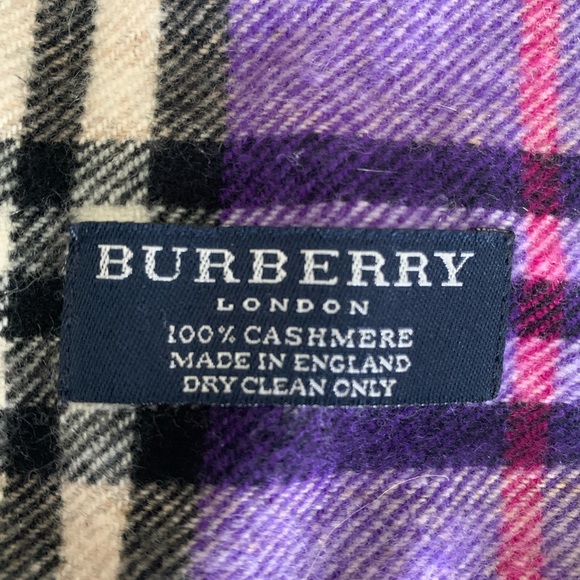 BURBERRY
LONDON
100% CASHMERE
MADE IN ENGLAND
DRY CLEAN ONLY